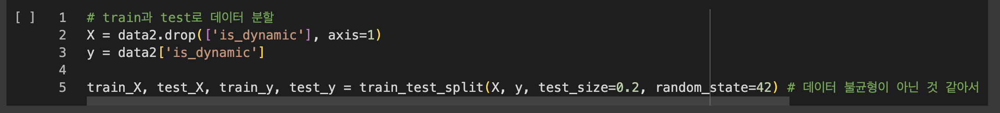 [ ] 1 # train과 test로 데이터 분할
2 X = data2.drop(['is_dynamic'], axis=1)
3 y = data2['is_dynamic']
4
5 train_X, test_X, train_y, test_y = train_test_split(X, y, test_size=0.2, random_state=42) # 데이터 불균형이 아닌 것 같아서